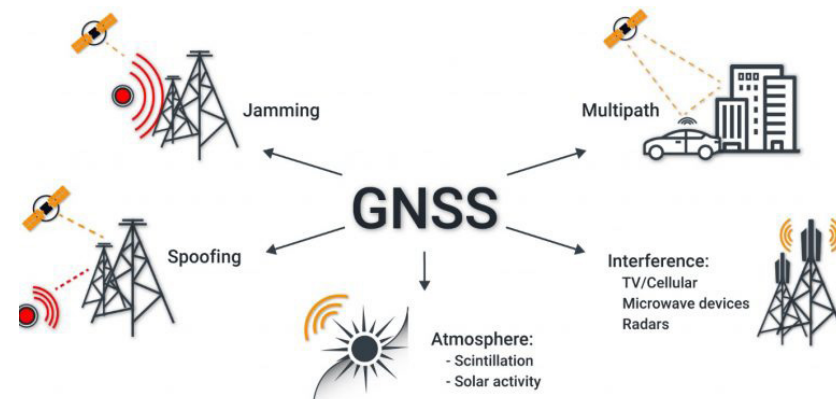 Jamming
Multipath
GNSS
Spoofing
Interference:
TV/Cellular
Microwave devices
Radars
Atmosphere:
- Scintillation
- Solar activity